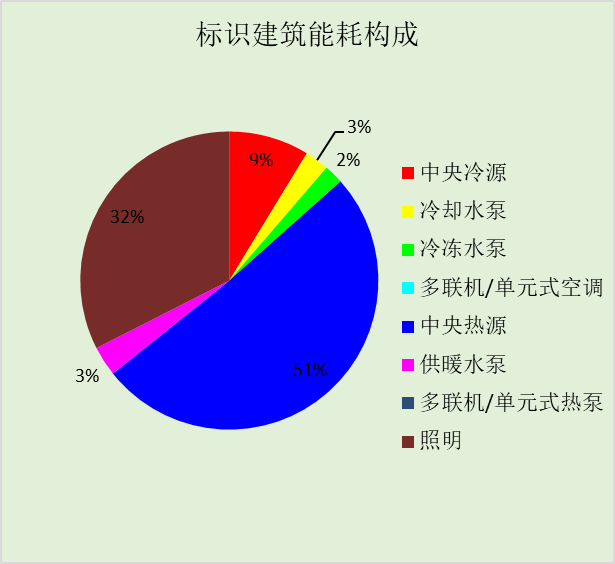 标识建筑能耗构成
3%
9%
2%
32%
51%
3%
中央冷源
冷却水泵
冷冻水泵
多联机/单元式空调
中央热源
供暖水泵
多联机/单元式热泵
照明